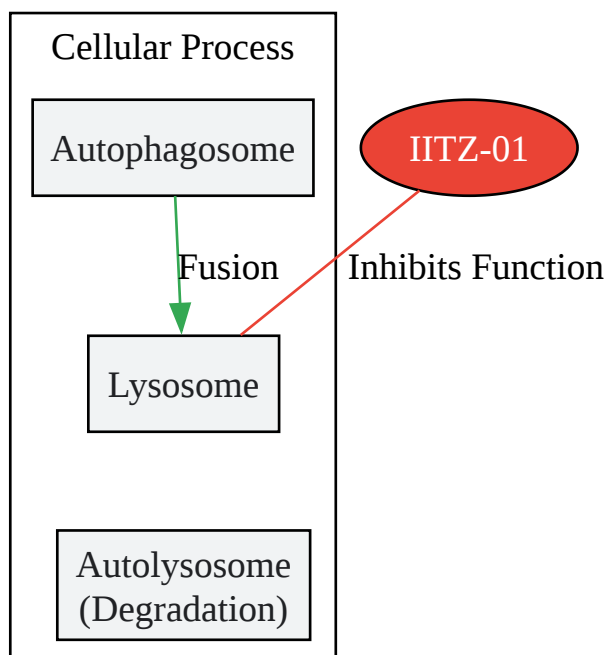 Cellular Process
Autophagosome
IITZ-01
Fusion
Inhibits Function
Lysosome
Autolysosome
(Degradation)